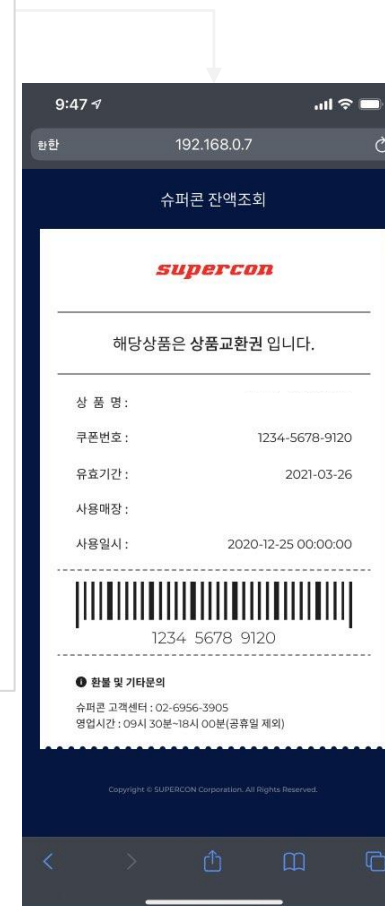 9:47
한한 192.168.0.7
슈퍼콘 잔액조회
supercon
해당상품은 상품교환권 입니다.
상 품 명 :
쿠폰번호 : 1234-5678-9120
유효기간 : 2021-03-26
사용매장 :
사용일시 : 2020-12-25 00:00:00
1234 5678 9120
환불 및 기타문의
슈퍼콘 고객센터 : 02-6956-3905
영업시간 : 09시 30분~18시 00분(공휴일 제외)
Copyright © SUPERCON Corporation. All Rights Reserved.